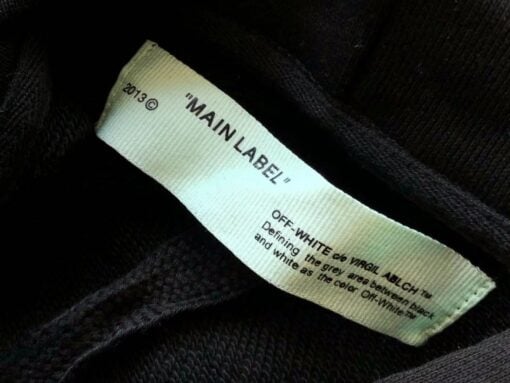 2013©
"MAIN LABEL"
OFF-WHITE c/o VIRGIL ABLCH™
Defining the grey area between black
and white as the color Off-White™